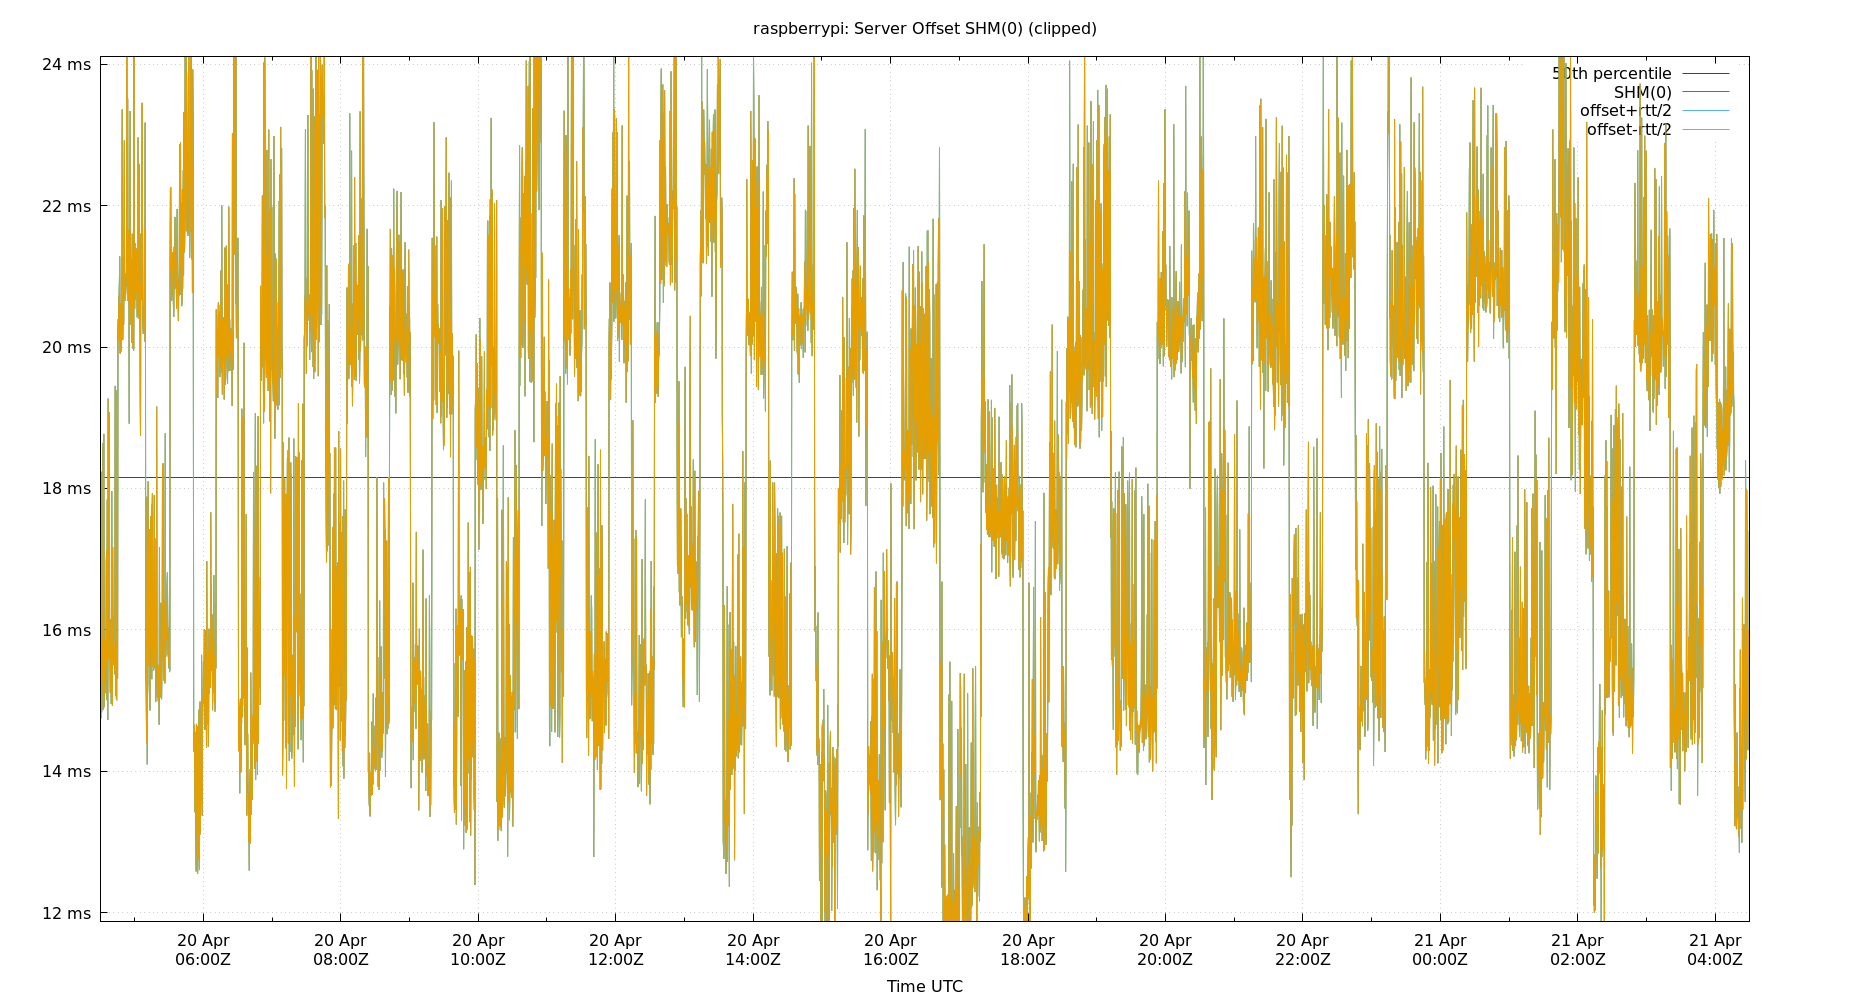 raspberrypi: Server Offset SHM(0) (clipped)
24 ms
22 ms
20 ms
18 ms
16 ms
14 ms
12 ms
50th percentile
SHM(0)
offset+rtt/2
offset-rtt/2
20 Apr 20 Apr 20 Apr 20 Apr 20 Apr 20 Apr 20 Apr 20 Apr 20 Apr 21 Apr 21 Apr 21 Apr
06:00Z 08:00Z 10:00Z 12:00Z 14:00Z 16:00Z 18:00Z 20:00Z 22:00Z 00:00Z 02:00Z 04:00Z
Time UTC